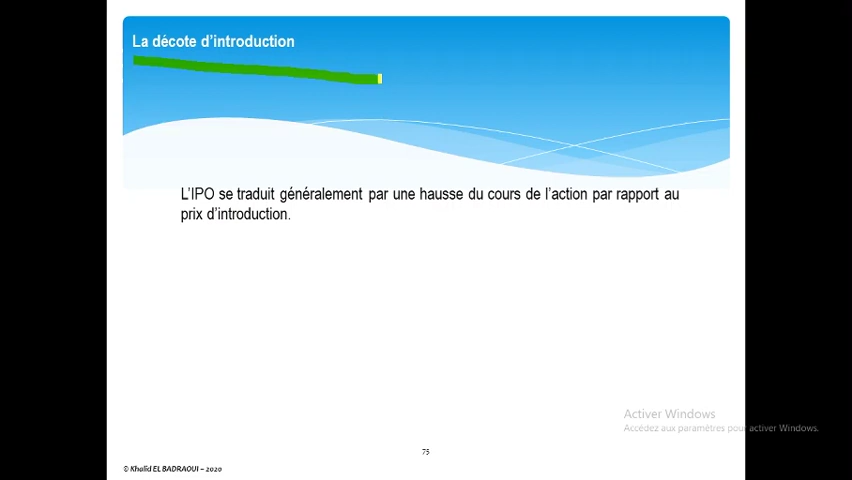 La décote d'introduction
L'IPO se traduit généralement par une hausse du cours de l'action par rapport au
prix d'introduction.
Activer Windows
Accédez aux paramètres pour activer Windows.
75
© Khalid EL BADRAOUI – 2020